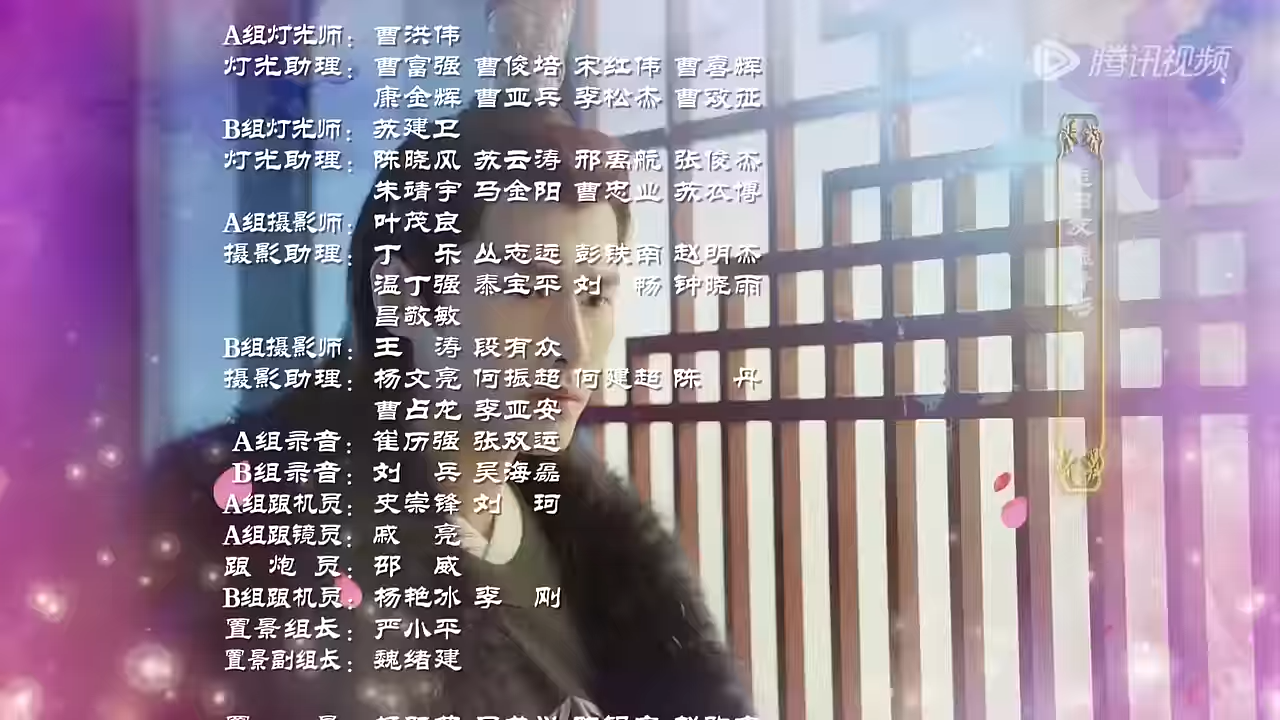 A组灯光师：曹洪伟
腾讯视频
灯光助理：曹富强 曹俊培 宋红伟 曹喜辉
康金辉 曹亚兵 李松杰 曹致征
B组灯光师：苏建卫
灯光助理：陈晓风 苏云涛 邢禹航 张俊杰
朱靖宇 马金阳 曹忠业 苏衣博
A组摄影师：叶茂良
摄影助理：丁 乐 丛志远 彭铁南 赵明杰
温丁强 秦宝平 刘 畅 钟晓雨
昌敬敏
B组摄影师：王 涛 段有众
摄影助理：杨文亮 何振超 何建超 陈 丹
曹占龙 李亚安
A组录音：崔历强 张双运
B组录音：刘 兵 吴海磊
A组跟机员：史崇锋 刘 珂
A组跟镜员：戚 亮
跟炮员：邵 威
B组跟机员：杨艳冰 李 刚
置景组长：严小平
置景副组长：魏绪建